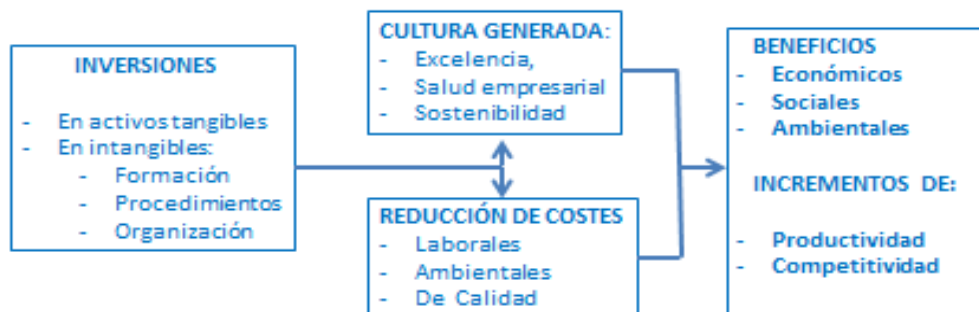 INVERSIONES
- En activos tangibles
- En intangibles:
- Formación
- Procedimientos
- Organización
CULTURA GENERADA:
- Excelencia,
- Salud empresarial
- Sostenibilidad
REDUCCIÓN DE COSTES
- Laborales
- Ambientales
- De Calidad
BENEFICIOS
- Económicos
- Sociales
- Ambientales
INCREMENTOS DE:
- Productividad
- Competitividad